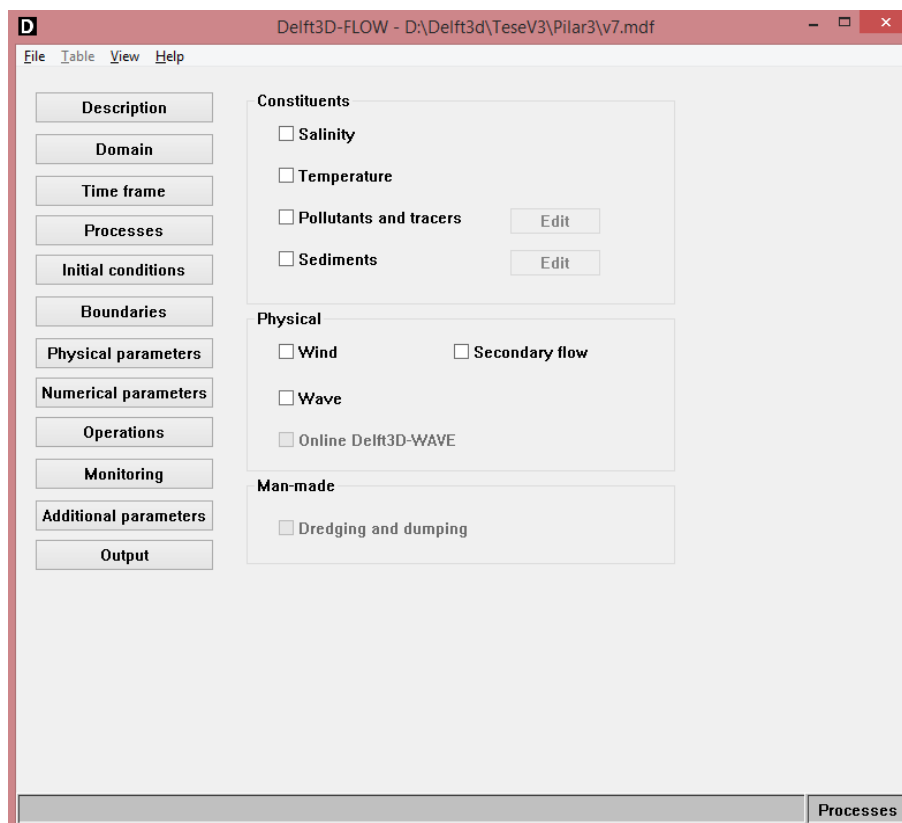 D Delft3D-FLOW - D:\Delft3d\TeseV3\Pilar3\v7.mdf
File Table View Help
Description
Domain
Time frame
Processes
Initial conditions
Boundaries
Physical parameters
Numerical parameters
Operations
Monitoring
Additional parameters
Output
Constituents
Salinity
Temperature
Pollutants and tracers Edit
Sediments Edit
Physical
Wind Secondary flow
Wave
Online Delft3D-WAVE
Man-made
Dredging and dumping
Processes